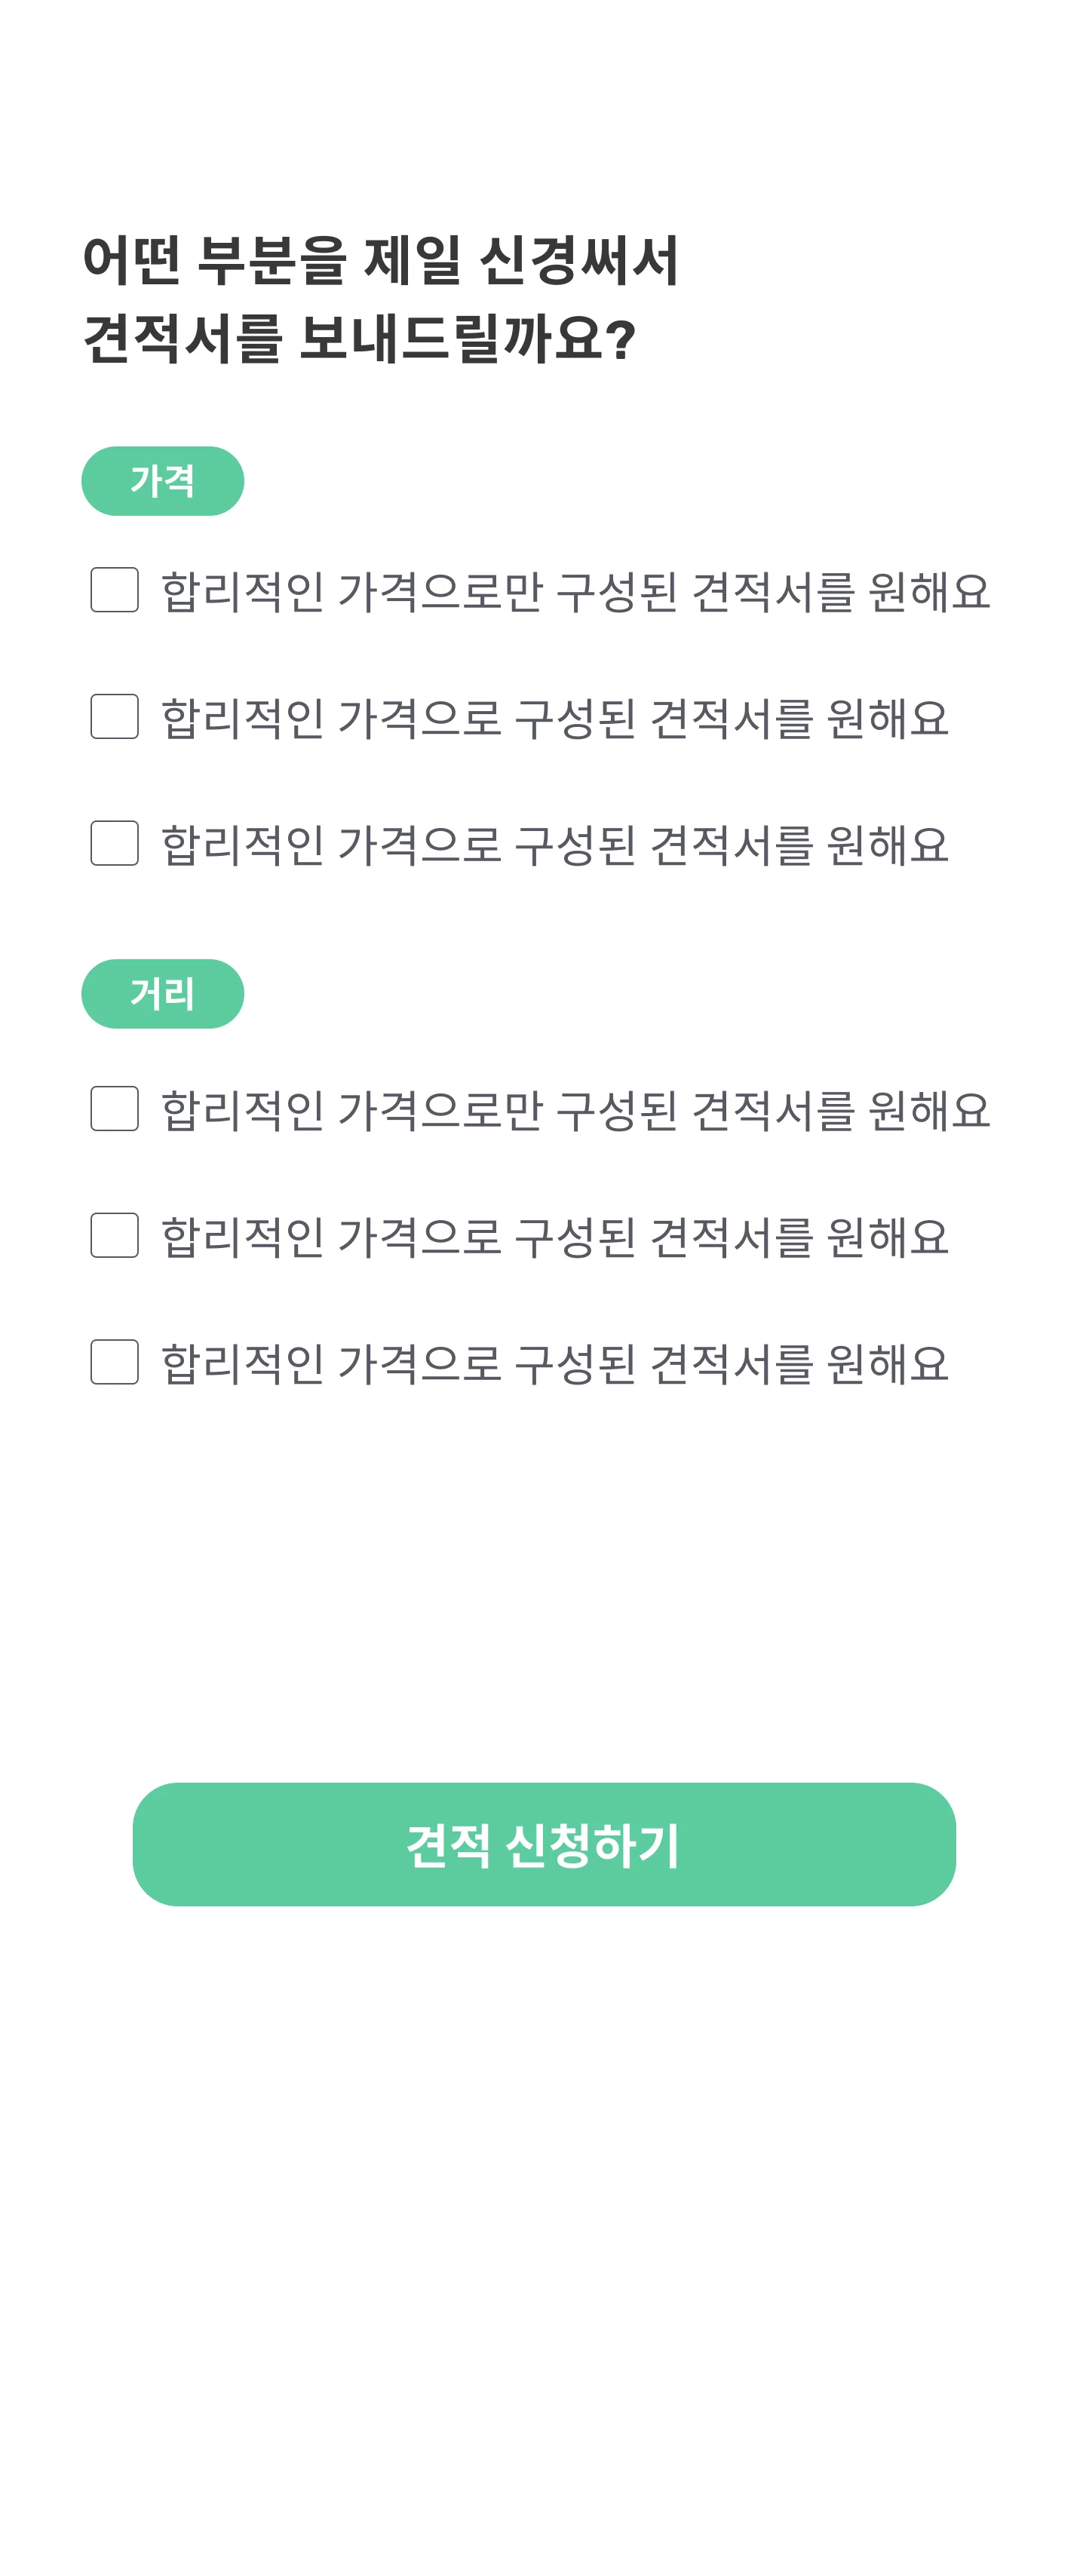 어떤 부분을 제일 신경써서
견적서를 보내드릴까요?
가격
합리적인 가격으로만 구성된 견적서를 원해요
합리적인 가격으로 구성된 견적서를 원해요
합리적인 가격으로 구성된 견적서를 원해요
거리
합리적인 가격으로만 구성된 견적서를 원해요
합리적인 가격으로 구성된 견적서를 원해요
합리적인 가격으로 구성된 견적서를 원해요
견적 신청하기